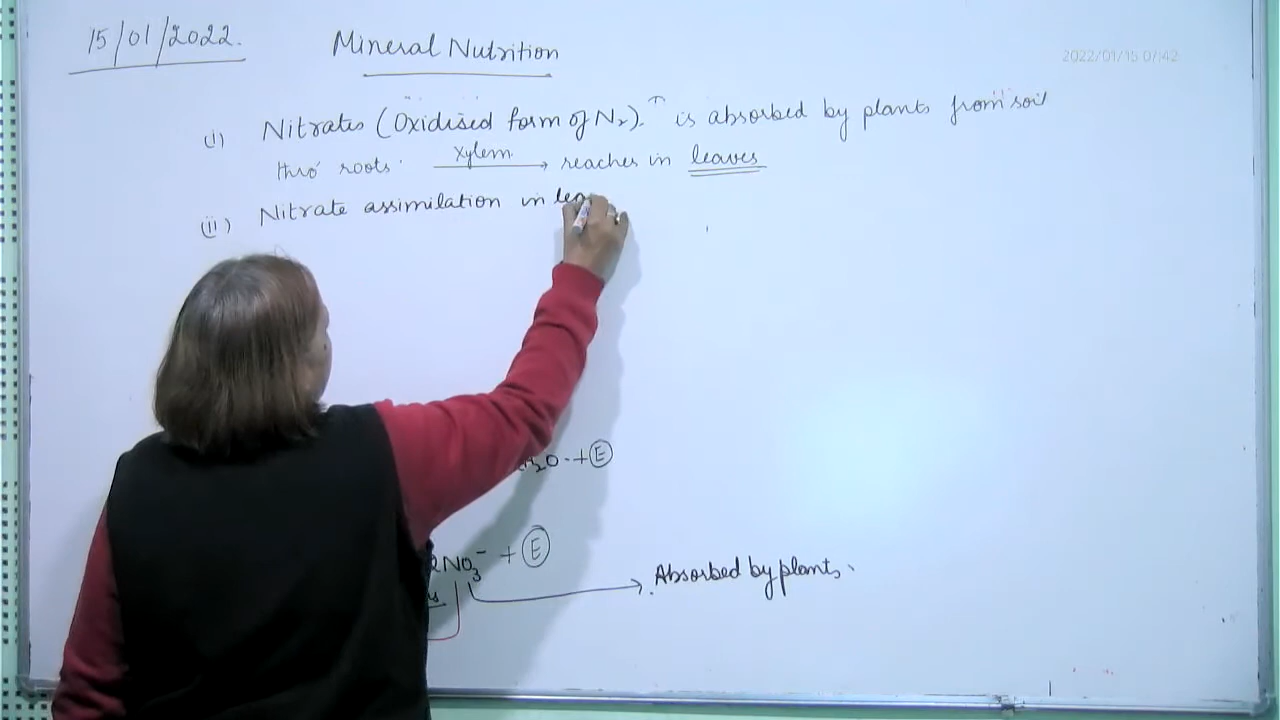 15/01/2022.
Mineral Nutrition
2022/01/15 07:42
(i) Nitrates (Oxidised form of N₂). is absorbed by plants from soil
thro' roots. xylem → reaches in leaves
(ii) Nitrate assimilation in lea
H₂O + E
2NO₃⁻ + E
Absorbed by plants.